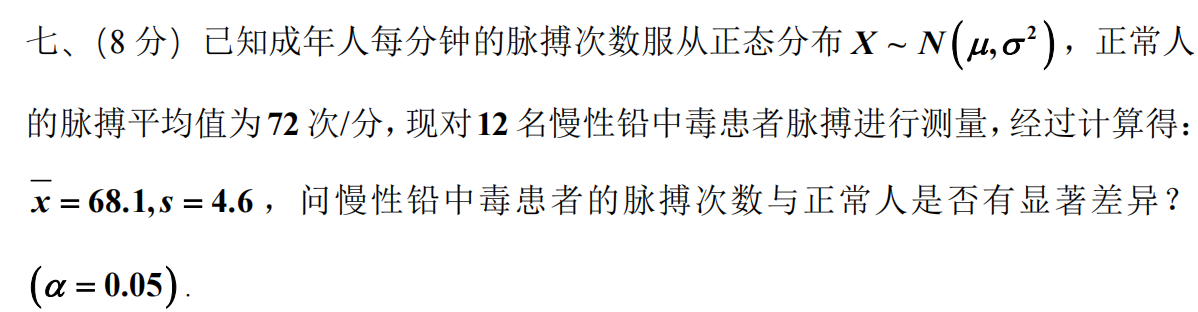 七、(8 分) 已知成年人每分钟的脉搏次数服从正态分布 X ~ N(μ,σ²)，正常人
的脉搏平均值为 72 次/分，现对 12 名慢性铅中毒患者脉搏进行测量，经过计算得：
x̅ = 68.1, s = 4.6 ，问慢性铅中毒患者的脉搏次数与正常人是否有显著差异？
(α = 0.05) .